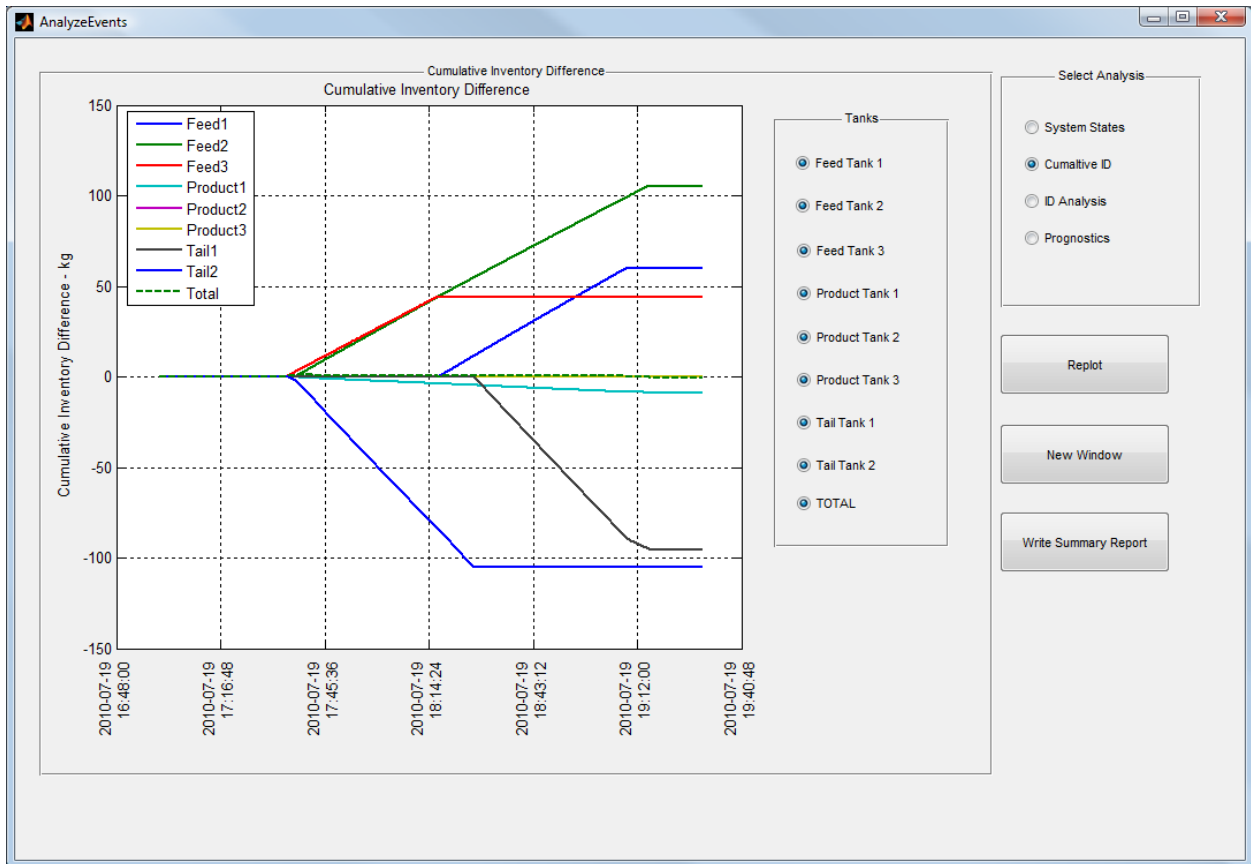 AnalyzeEvents
Cumulative Inventory Difference
Cumulative Inventory Difference
150
100
50
0
-50
-100
-150
Cumulative Inventory Difference - kg
Feed1
Feed2
Feed3
Product1
Product2
Product3
Tail1
Tail2
Total
2010-07-19
16:48:00
2010-07-19
17:16:48
2010-07-19
17:45:36
2010-07-19
18:14:24
2010-07-19
18:43:12
2010-07-19
19:12:00
2010-07-19
19:40:48
Tanks
Feed Tank 1
Feed Tank 2
Feed Tank 3
Product Tank 1
Product Tank 2
Product Tank 3
Tail Tank 1
Tail Tank 2
TOTAL
Select Analysis
System States
Cumaltive ID
ID Analysis
Prognostics
Replot
New Window
Write Summary Report